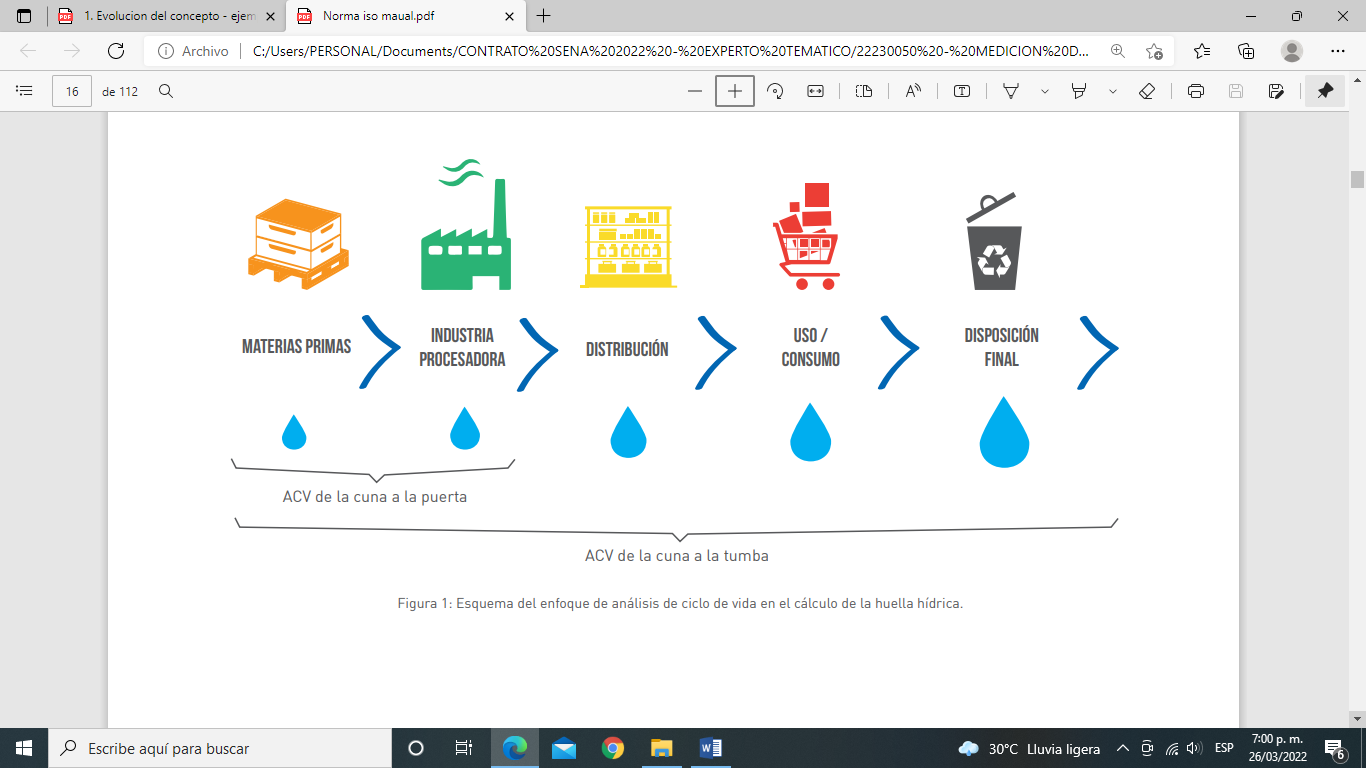 1. Evolucion del concepto - ejem
Norma iso maual.pdf
Archivo
C:/Users/PERSONAL/Documents/CONTRATO%20SENA%202022%20-%20EXPERTO%20TEMATICO/22230050%20-%20MEDICION%20D...
16 de 112
MATERIAS PRIMAS
INDUSTRIA
PROCESADORA
DISTRIBUCIÓN
USO /
CONSUMO
DISPOSICIÓN
FINAL
ACV de la cuna a la puerta
ACV de la cuna a la tumba
Figura 1: Esquema del enfoque de análisis de ciclo de vida en el cálculo de la huella hídrica.
Escribe aquí para buscar
30°C Lluvia ligera
ESP
7:00 p. m.
26/03/2022
6